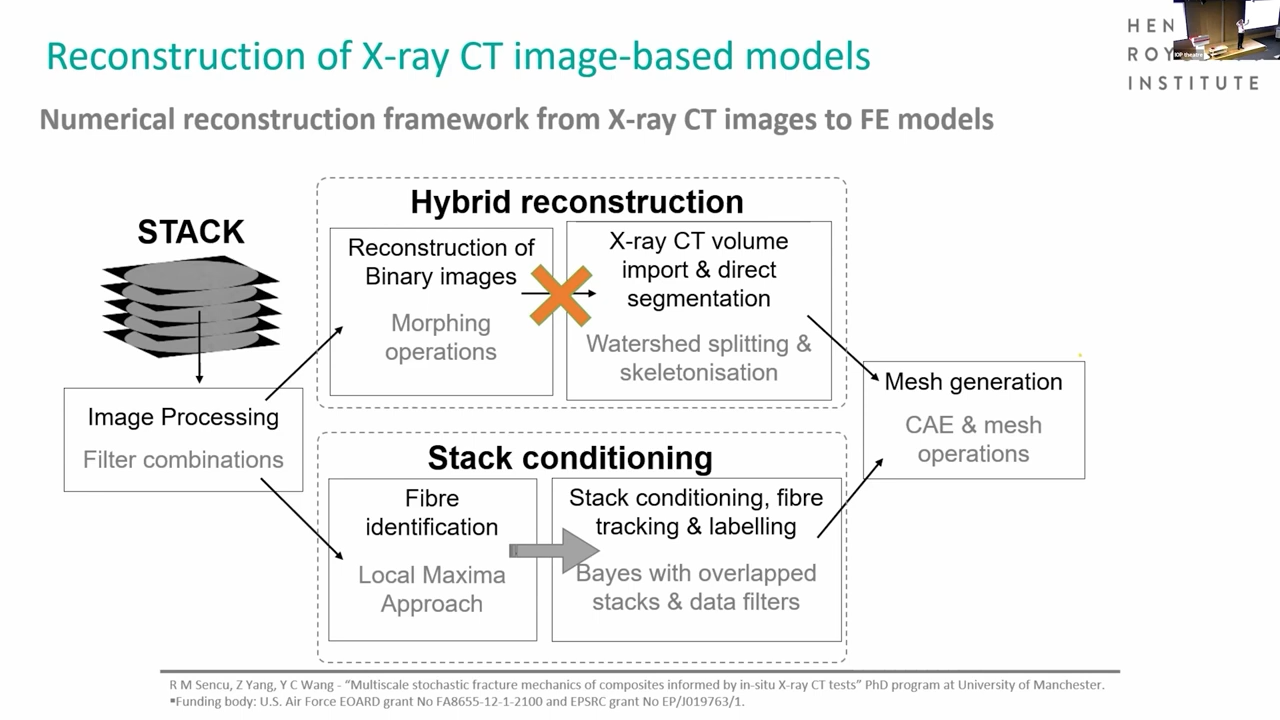 Reconstruction of X-ray CT image-based models
HEN
ROY
INSTITUTE
IOP theatre
Numerical reconstruction framework from X-ray CT images to FE models
STACK
Image Processing
Filter combinations
Hybrid reconstruction
Reconstruction of
Binary images
Morphing
operations
X-ray CT volume
import & direct
segmentation
Watershed splitting &
skeletonisation
Stack conditioning
Fibre
identification
Local Maxima
Approach
Stack conditioning, fibre
tracking & labelling
Bayes with overlapped
stacks & data filters
Mesh generation
CAE & mesh
operations
R M Sencu, Z Yang, Y C Wang - “Multiscale stochastic fracture mechanics of composites informed by in-situ X-ray CT tests” PhD program at University of Manchester.
▪Funding body: U.S. Air Force EOARD grant No FA8655-12-1-2100 and EPSRC grant No EP/J019763/1.